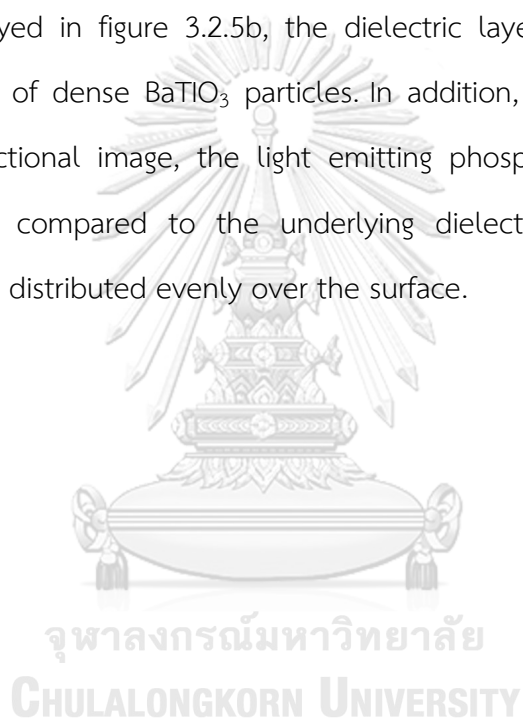 yed in figure 3.2.5b, the dielectric laye
of dense BaTIO₃ particles. In addition,
ctional image, the light emitting phosp
compared to the underlying dielect
distributed evenly over the surface.
จุฬาลงกรณ์มหาวิทยาลัย
CHULALONGKORN UNIVERSITY